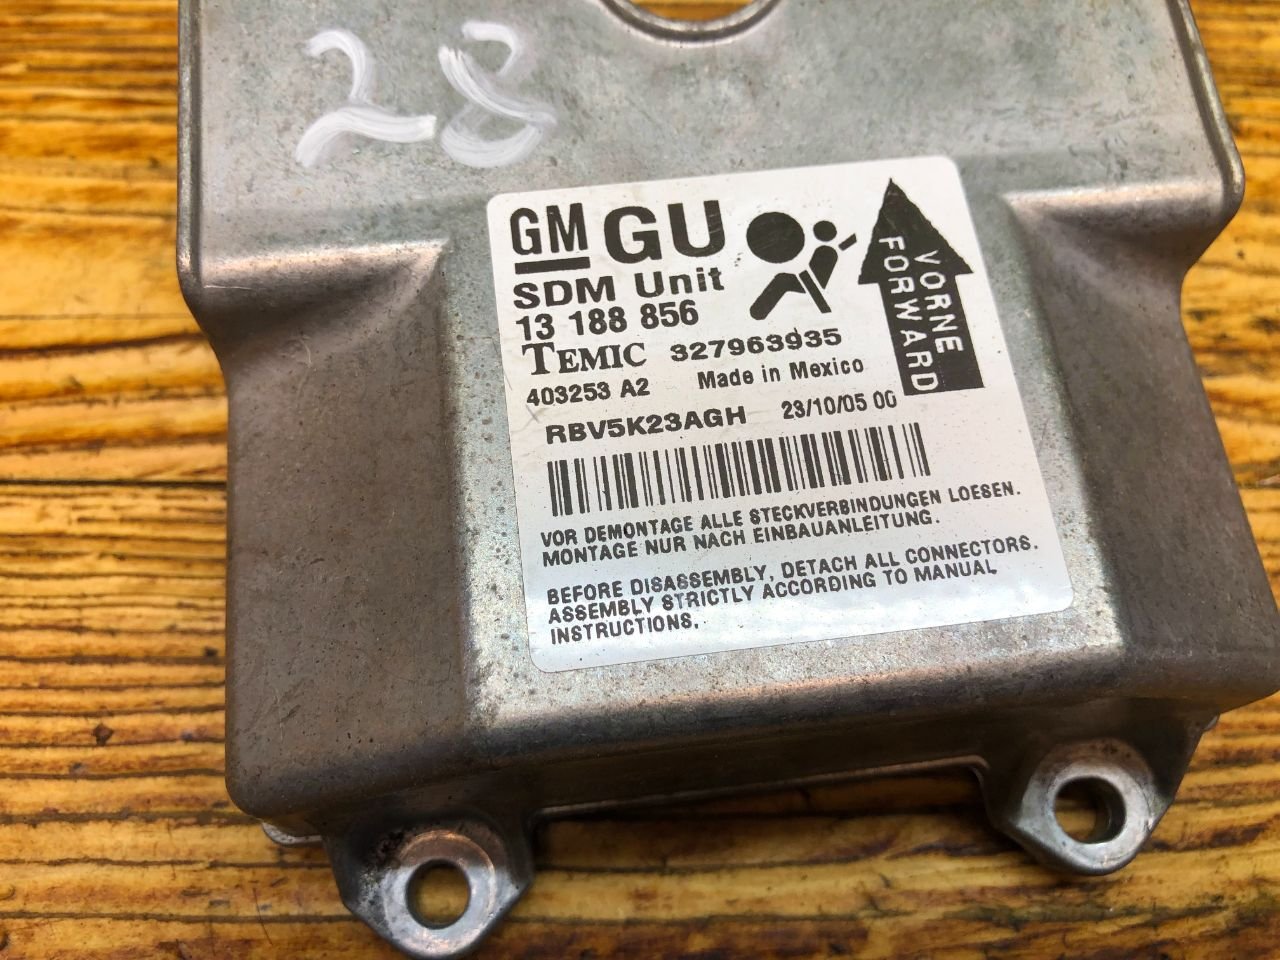 28
GM GU
SDM Unit
13 188 856
TEMIC 327963935
403253 A2 Made in Mexico
RBV5K23AGH 23/10/05 00
VORNE
FORWARD
VOR DEMONTAGE ALLE STECKVERBINDUNGEN LOESEN.
MONTAGE NUR NACH EINBAUANLEITUNG.
BEFORE DISASSEMBLY, DETACH ALL CONNECTORS.
ASSEMBLY STRICTLY ACCORDING TO MANUAL
INSTRUCTIONS.